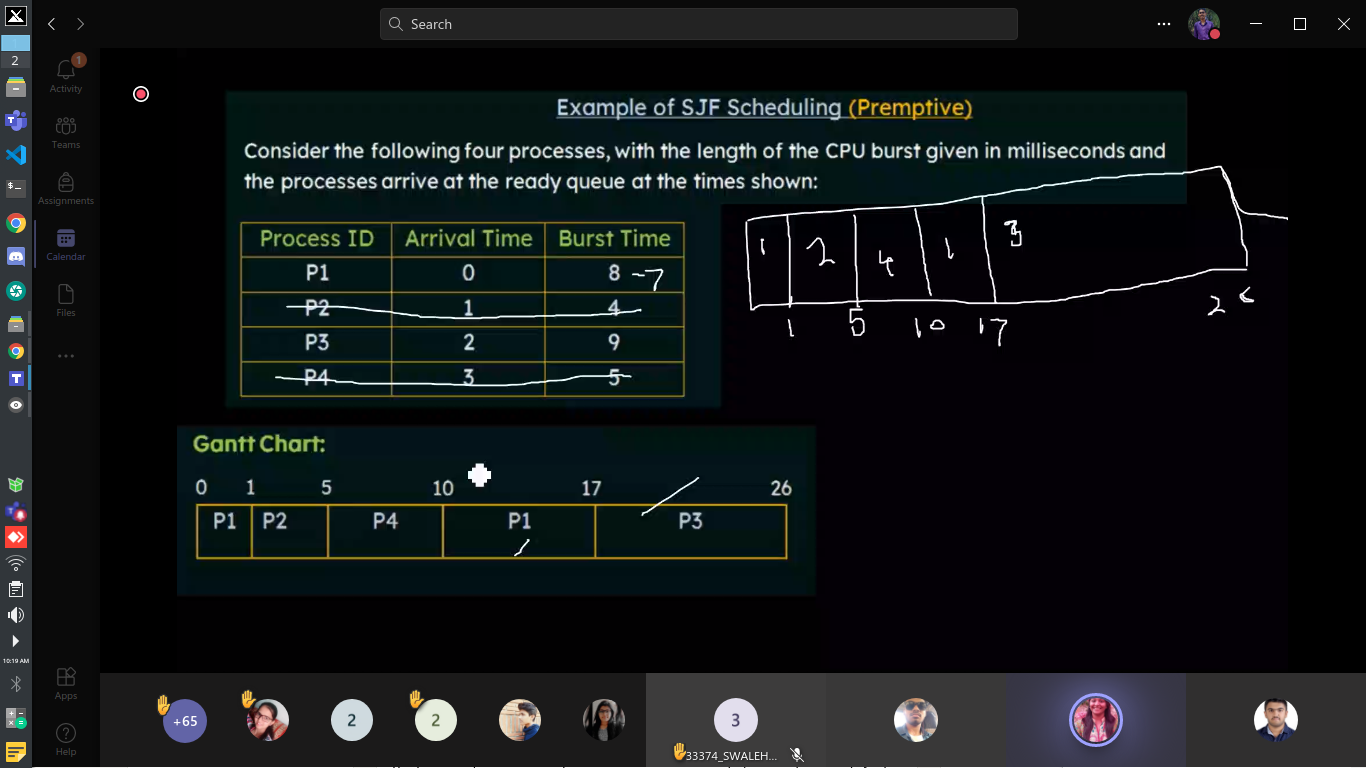 Search
2
1
Activity
Teams
Assignments
Calendar
Files
Apps
Help
10:19 AM
Example of SJF Scheduling (Premptive)
Consider the following four processes, with the length of the CPU burst given in milliseconds and
the processes arrive at the ready queue at the times shown:
Process ID Arrival Time Burst Time
P1 0 8 -7
P2 1 4
P3 2 9
P4 3 5
1 2 4 1 3
1 5 10 17 26
Gantt Chart:
0 1 5 10 17 26
P1 P2 P4 P1 P3
+65
2
2
3
33374_SWALEH...